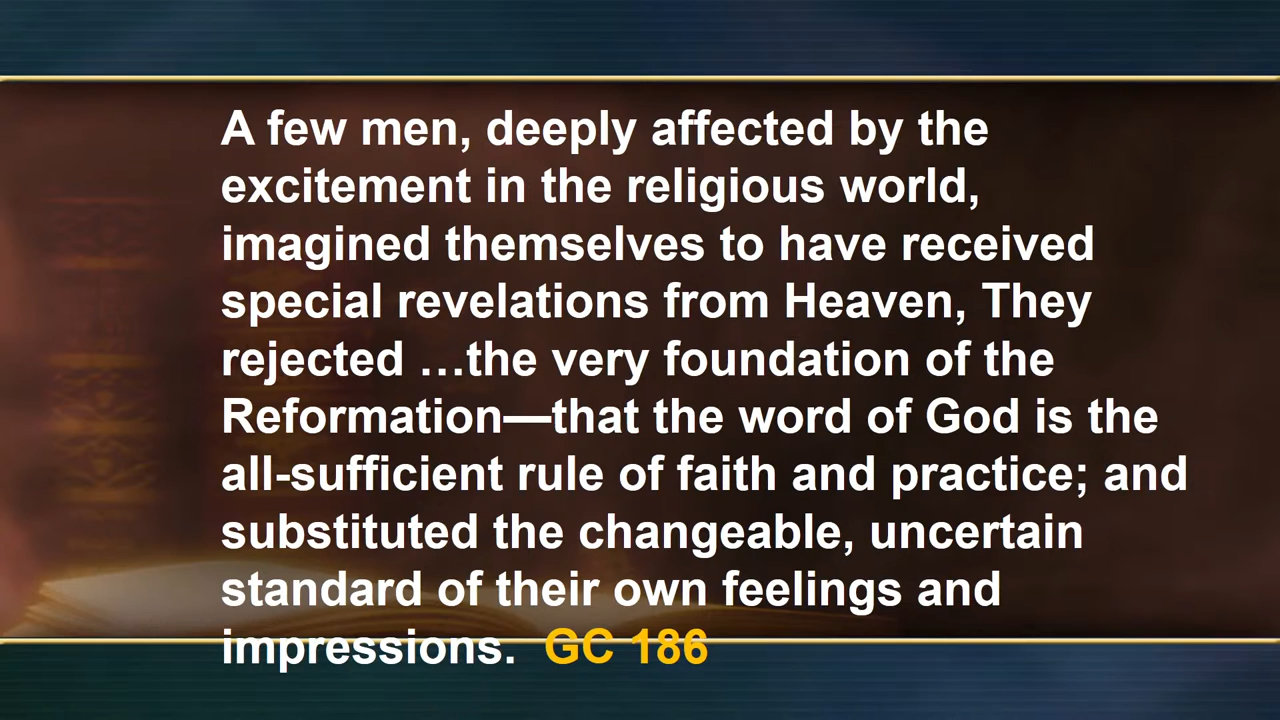 A few men, deeply affected by the
excitement in the religious world,
imagined themselves to have received
special revelations from Heaven, They
rejected …the very foundation of the
Reformation—that the word of God is the
all-sufficient rule of faith and practice; and
substituted the changeable, uncertain
standard of their own feelings and
impressions.  GC 186